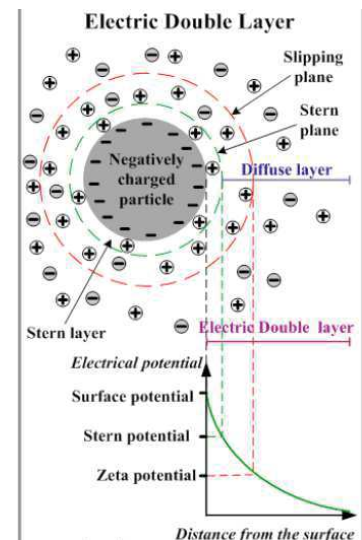 Electric Double Layer
Slipping
plane
Stern
plane
Negatively
charged
particle
Diffuse layer
Stern layer
Electric Double layer
Electrical potential
Surface potential
Stern potential
Zeta potential
Distance from the surface